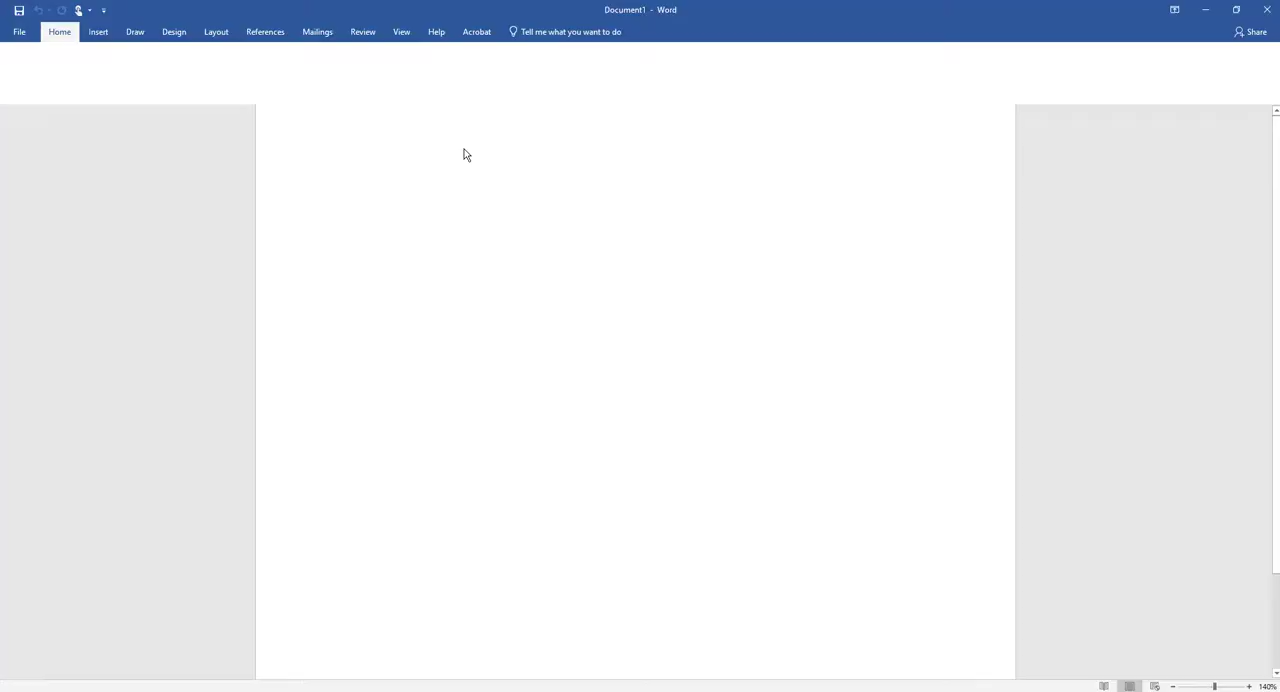 Document1 - Word
File Home Insert Draw Design Layout References Mailings Review View Help Acrobat Tell me what you want to do Share
140%